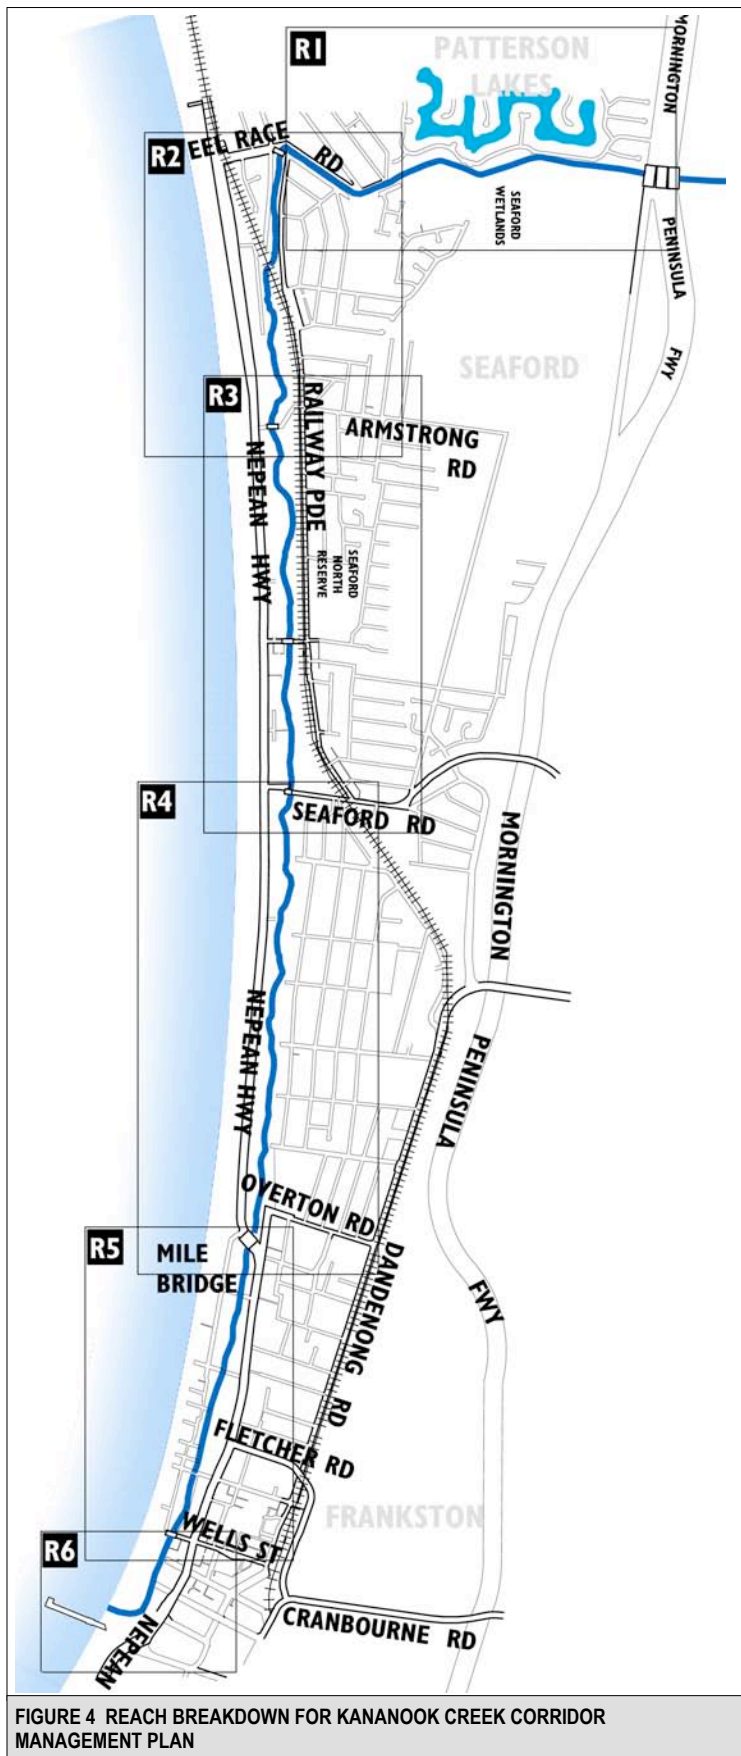 R1
PATTERSON
LAKES
MORNINGTON
R2
EEL RACE
RD
SEAFORD
WETLANDS
PENINSULA
FWY
SEAFORD
R3
RAILWAY PDE
ARMSTRONG
RD
NEPEAN HWY
SEAFORD
NORTH
RESERVE
R4
SEAFORD RD
MORNINGTON
NEPEAN HWY
PENINSULA
OVERTON RD
R5
MILE
BRIDGE
DANDENONG RD
FWY
FLETCHER RD
FRANKSTON
WELLS ST
R6
CRANBOURNE RD
NEPEAN
FIGURE 4 REACH BREAKDOWN FOR KANANOOK CREEK CORRIDOR
MANAGEMENT PLAN